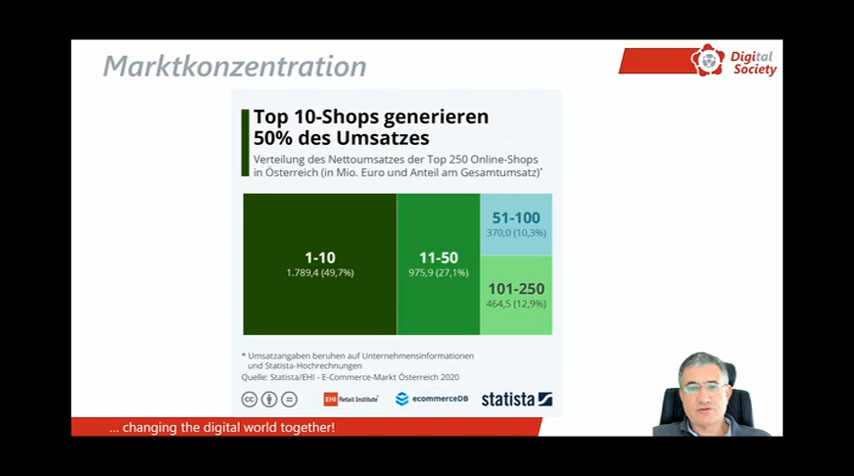 Marktkonzentration
Digital
Society
Top 10-Shops generieren
50% des Umsatzes
Verteilung des Nettoumsatzes der Top 250 Online-Shops
in Österreich (in Mio. Euro und Anteil am Gesamtumsatz)*
1-10
1.789,4 (49,7%)
11-50
975,9 (27,1%)
51-100
370,0 (10,3%)
101-250
464,5 (12,9%)
* Umsatzangaben beruhen auf Unternehmensinformationen
und Statista-Hochrechnungen
Quelle: Statista/EHI - E-Commerce-Markt Österreich 2020
cc
EHI Retail Institute®
ecommerceDB
statista
... changing the digital world together!